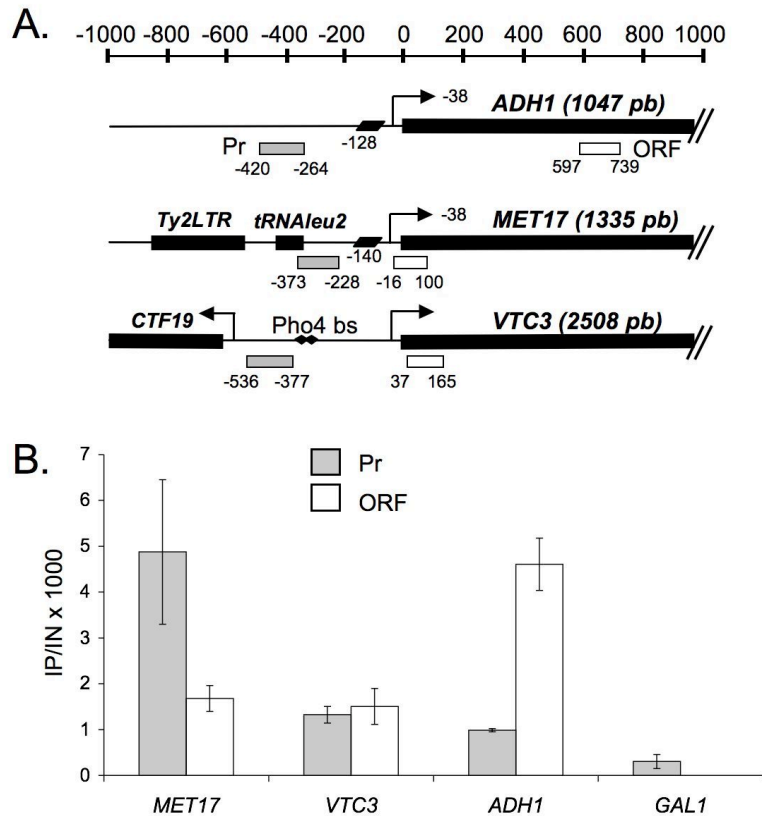 A.
-1000 -800 -600 -400 -200 0 200 400 600 800 1000
-38 ADH1 (1047 pb)
Pr -128 ORF
-420 -264 597 739
Ty2LTR tRNAleu2 -38 MET17 (1335 pb)
-140
-373 -228 -16 100
CTF19 Pho4 bs VTC3 (2508 pb)
-536 -377 37 165
B.
7
6
5
4
3
2
1
0
IP/IN x 1000
Pr
ORF
MET17 VTC3 ADH1 GAL1